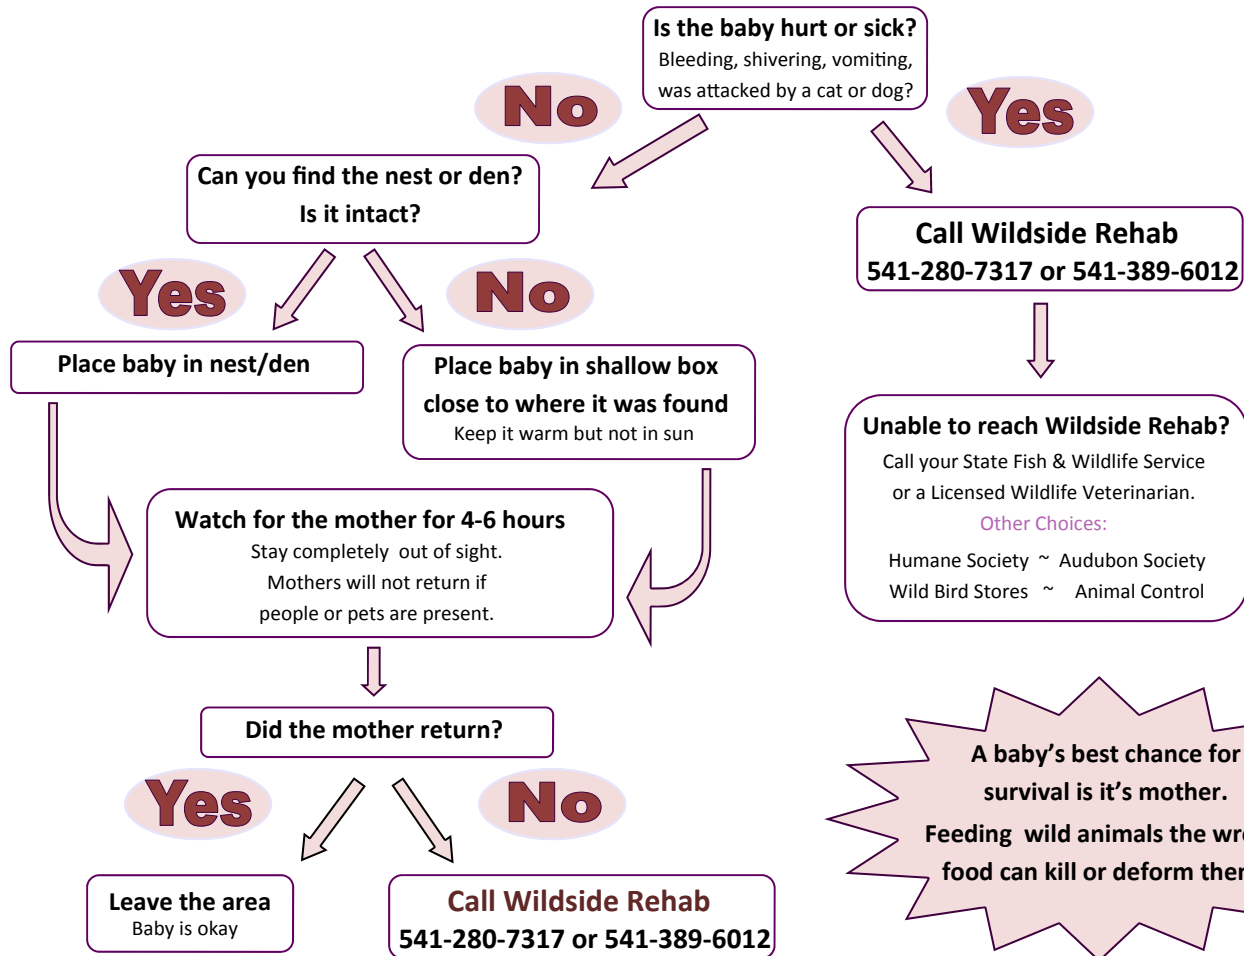 Is the baby hurt or sick?
Bleeding, shivering, vomiting,
was attacked by a cat or dog?
No
Yes
Can you find the nest or den?
Is it intact?
Call Wildside Rehab
541-280-7317 or 541-389-6012
Yes
No
Place baby in nest/den
Place baby in shallow box
close to where it was found
Keep it warm but not in sun
Unable to reach Wildside Rehab?
Call your State Fish & Wildlife Service
or a Licensed Wildlife Veterinarian.
Other Choices:
Humane Society ~ Audubon Society
Wild Bird Stores ~ Animal Control
Watch for the mother for 4-6 hours
Stay completely out of sight.
Mothers will not return if
people or pets are present.
Did the mother return?
Yes
No
Leave the area
Baby is okay
Call Wildside Rehab
541-280-7317 or 541-389-6012
A baby's best chance for
survival is it's mother.
Feeding wild animals the
food can kill or deform